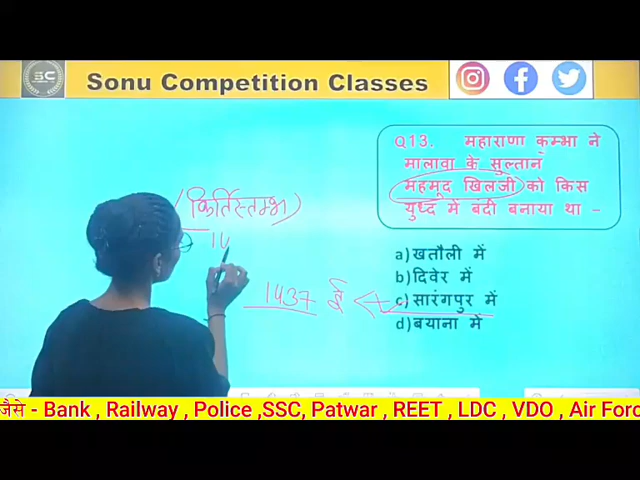 SC
Sonu Competition Classes
Q13. महाराणा कुम्भा ने
मालावा के सुल्तान
महमूद खिलजी को किस
युध्द में बंदी बनाया था -
a) खतौली में
b) दिवेर में
c) सारंगपुर में
d) बयाना में
(किर्तिस्तम्भ)
14
1437 ई
जैसे - Bank , Railway , Police ,SSC, Patwar , REET , LDC , VDO , Air Forc